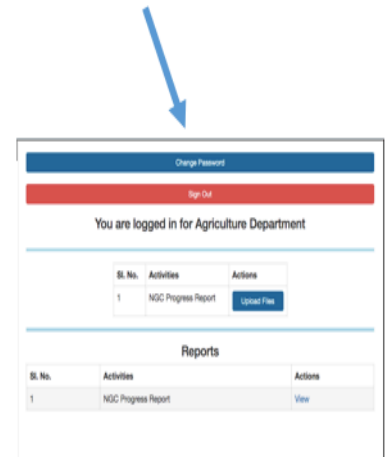 Change Password
Sign Out
You are logged in for Agriculture Department
Sl. No. Activities Actions
1 NGC Progress Report Upload Files
Reports
Sl. No. Activities Actions
1 NGC Progress Report View